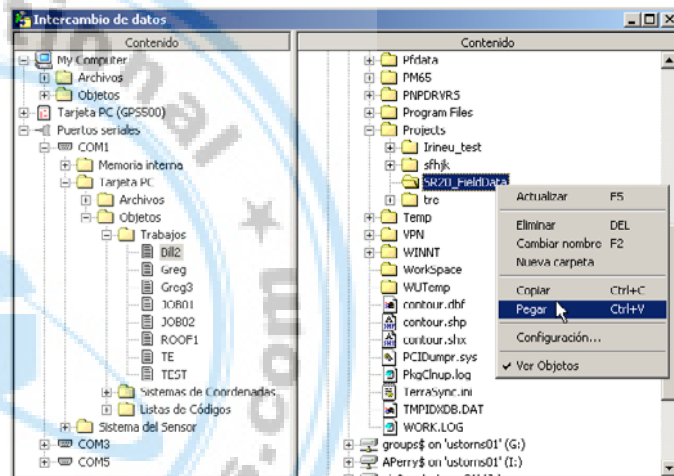 Intercambio de datos
Contenido
My Computer
Archivos
Objetos
Tarjeta PC (GPS500)
Puertos seriales
COM1
Memoria interna
Tarjeta PC
Archivos
Objetos
Trabajos
Bill2
Greg
Greg3
JOB01
JOB02
ROOF1
TE
TEST
Sistemas de Coordenadas
Listas de Códigos
Sistema del Sensor
COM3
COM5
Contenido
Pfdata
PM65
PNPDRVRS
Program Files
Projects
Irineu_test
sfhjk
SR20_FieldData
tre
Temp
VPN
WINNT
WorkSpace
WUTemp
contour.dbf
contour.shp
contour.shx
PCIDumpr.sys
PkgClnup.log
TerraSync.ini
TMPIDXDB.DAT
WORK.LOG
groups$ on 'ustorns01' (G:)
APerry$ on 'ustorns01' (I:)
Actualizar F5
Eliminar DEL
Cambiar nombre F2
Nueva carpeta
Copiar Ctrl+C
Pegar Ctrl+V
Configuración...
Ver Objetos